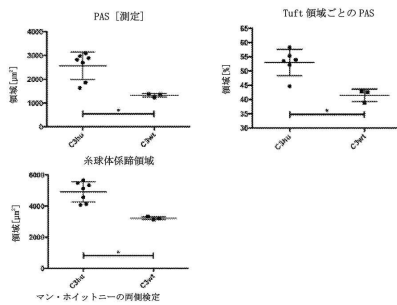 PAS [測定]
領域[μm²]
4000
3000
2000
1000
0
C3hu
C3wt
*
Tuft 領域ごとの PAS
領域[%]
65
60
55
50
45
40
35
30
C3hu
C3wt
*
糸球体係蹄領域
領域[μm²]
6000
4000
2000
0
C3hu
C3wt
*
マン・ホイットニーの両側検定